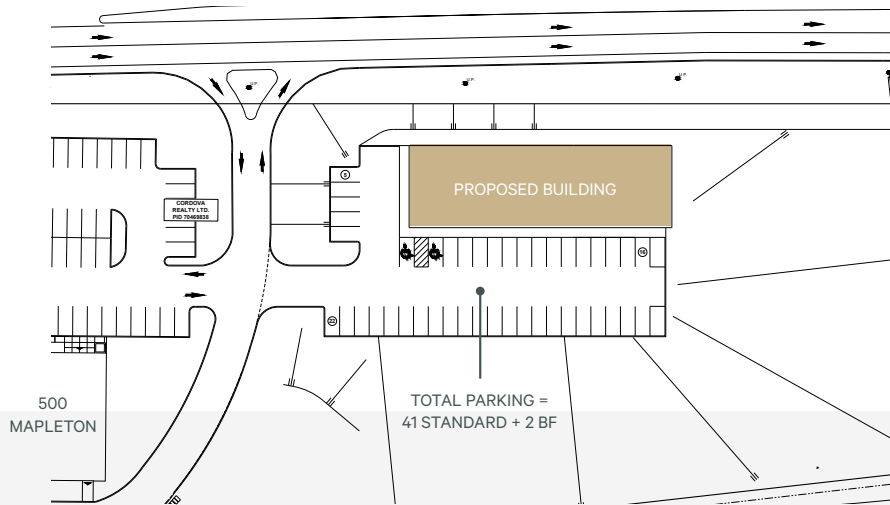 U.P.
U.P.
U.P.
5
PROPOSED BUILDING
CORDOVA
REALTY LTD.
PID 70469838
16
22
500
MAPLETON
TOTAL PARKING =
41 STANDARD + 2 BF